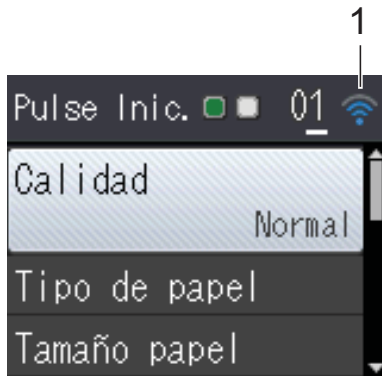 1
Pulse Inic. 01
Calidad
Normal
Tipo de papel
Tamaño papel